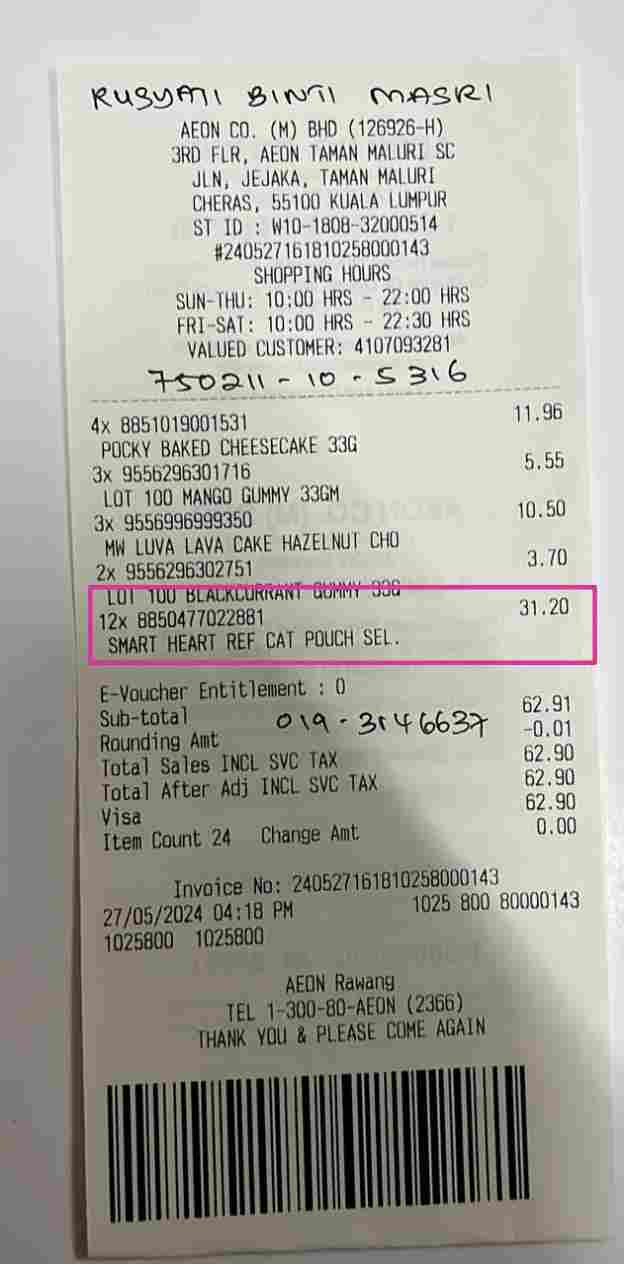 RUSYATI BINTI MASRI
AEON CO. (M) BHD (126926-H)
3RD FLR, AEON TAMAN MALURI SC
JLN, JEJAKA, TAMAN MALURI
CHERAS, 55100 KUALA LUMPUR
ST ID : W10-1808-32000514
#240527161810258000143
SHOPPING HOURS
SUN-THU: 10:00 HRS - 22:00 HRS
FRI-SAT: 10:00 HRS - 22:30 HRS
VALUED CUSTOMER: 4107093281
750211-10-5316
4x 8851019001531 11.96
POCKY BAKED CHEESECAKE 33G
3x 9556296301716 5.55
LOT 100 MANGO GUMMY 33GM
3x 9556996999350 10.50
MW LUVA LAVA CAKE HAZELNUT CHO
2x 9556296302751 3.70
LOT 100 BLACKCURRANT GUMMY 33G
12x 8850477022881 31.20
SMART HEART REF CAT POUCH SEL.
E-Voucher Entitlement : 0
Sub-total 62.91
019-3146637
Rounding Amt -0.01
Total Sales INCL SVC TAX 62.90
Total After Adj INCL SVC TAX 62.90
Visa 62.90
Item Count 24 Change Amt 0.00
Invoice No: 240527161810258000143
27/05/2024 04:18 PM 1025 800 80000143
1025800 1025800
AEON Rawang
TEL 1-300-80-AEON (2366)
THANK YOU & PLEASE COME AGAIN